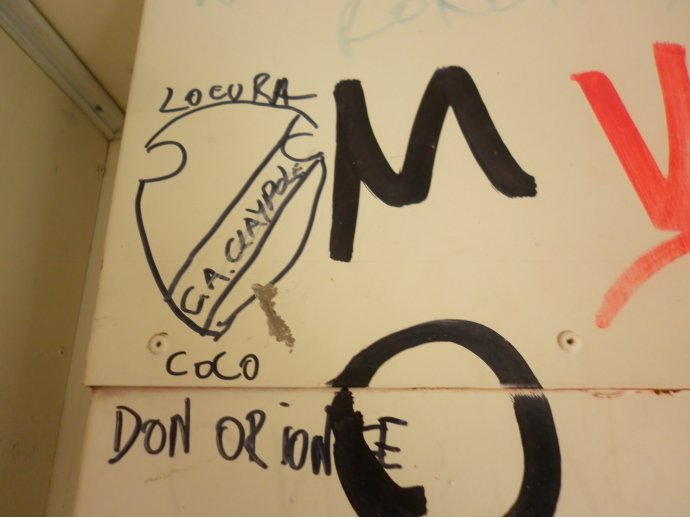 LOCURA
C.A. CLAYPOLE
COCO
M
V
O
DON ORIONE